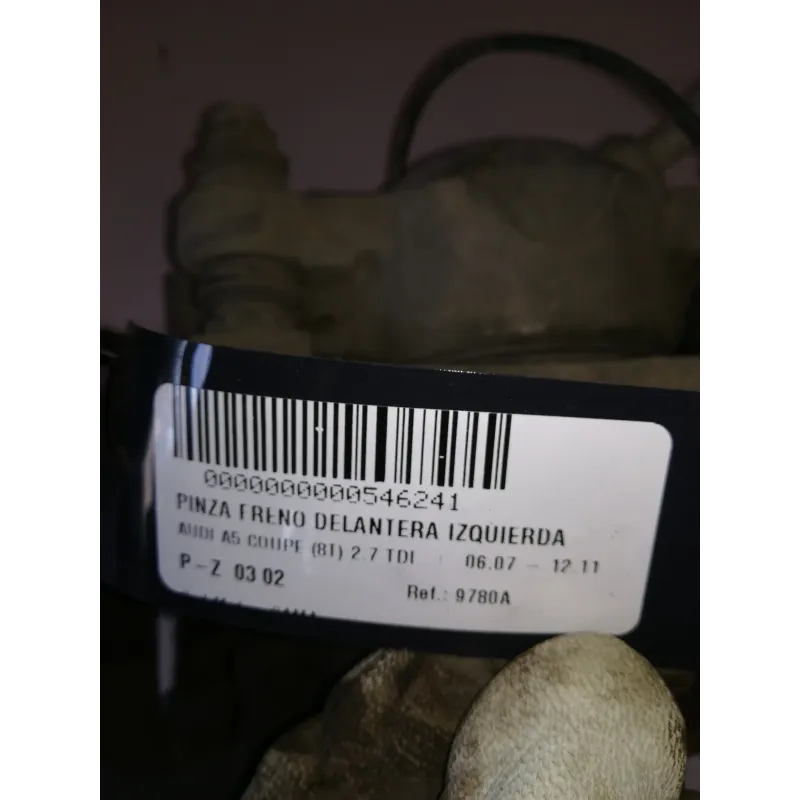 0000000000546241
PINZA FRENO DELANTERA IZQUIERDA
AUDI A5 COUPE (8T) 2.7 TDI | 06.07 - 12.11
P-Z 03 02
Ref.: 9780A